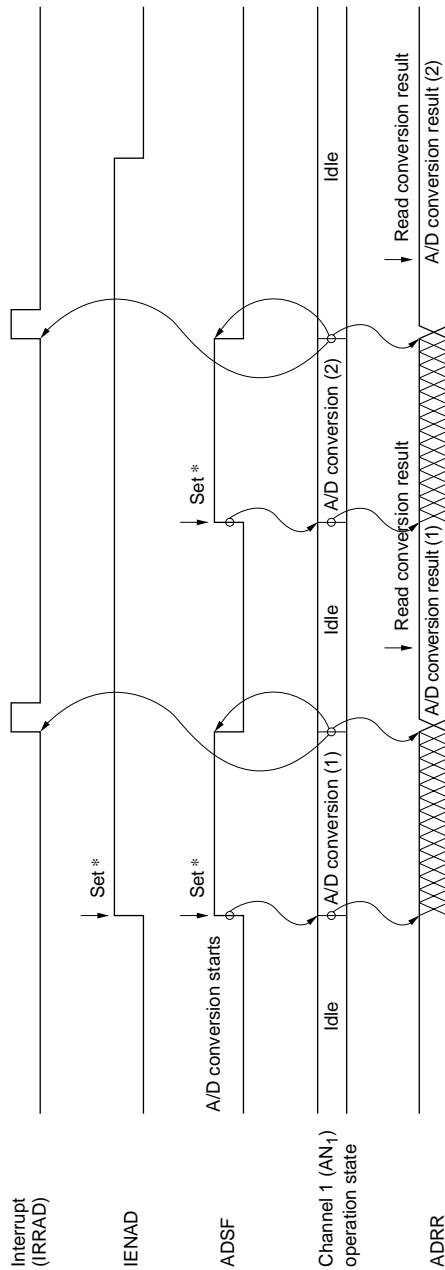 Interrupt
(IRRAD)
IENAD
Set *
ADSF
A/D conversion starts
Set *
Set *
Channel 1 (AN1)
operation state
Idle
A/D conversion (1)
Idle
A/D conversion (2)
Idle
Read conversion result
Read conversion result
ADRR
A/D conversion result (1)
A/D conversion result (2)